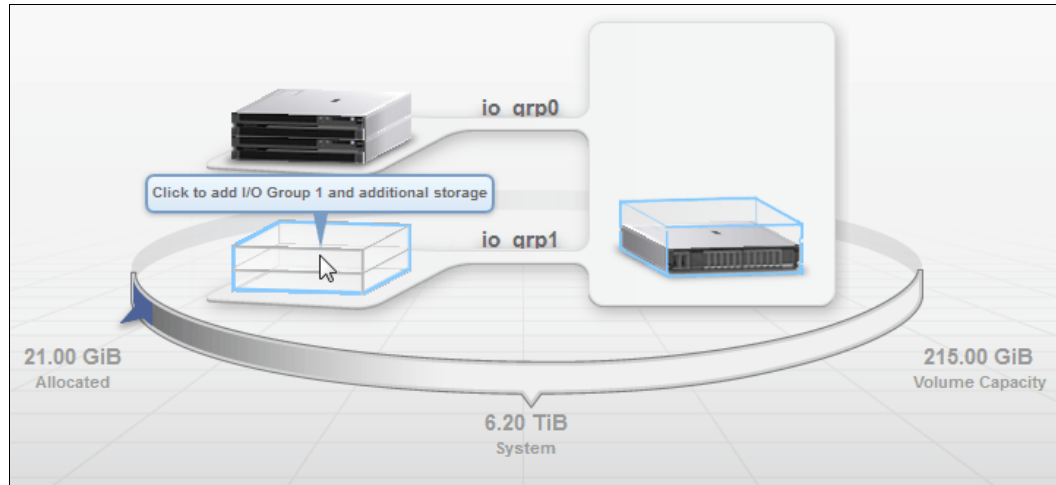 io_grp0
Click to add I/O Group 1 and additional storage
io_grp1
21.00 GiB
Allocated
215.00 GiB
Volume Capacity
6.20 TiB
System